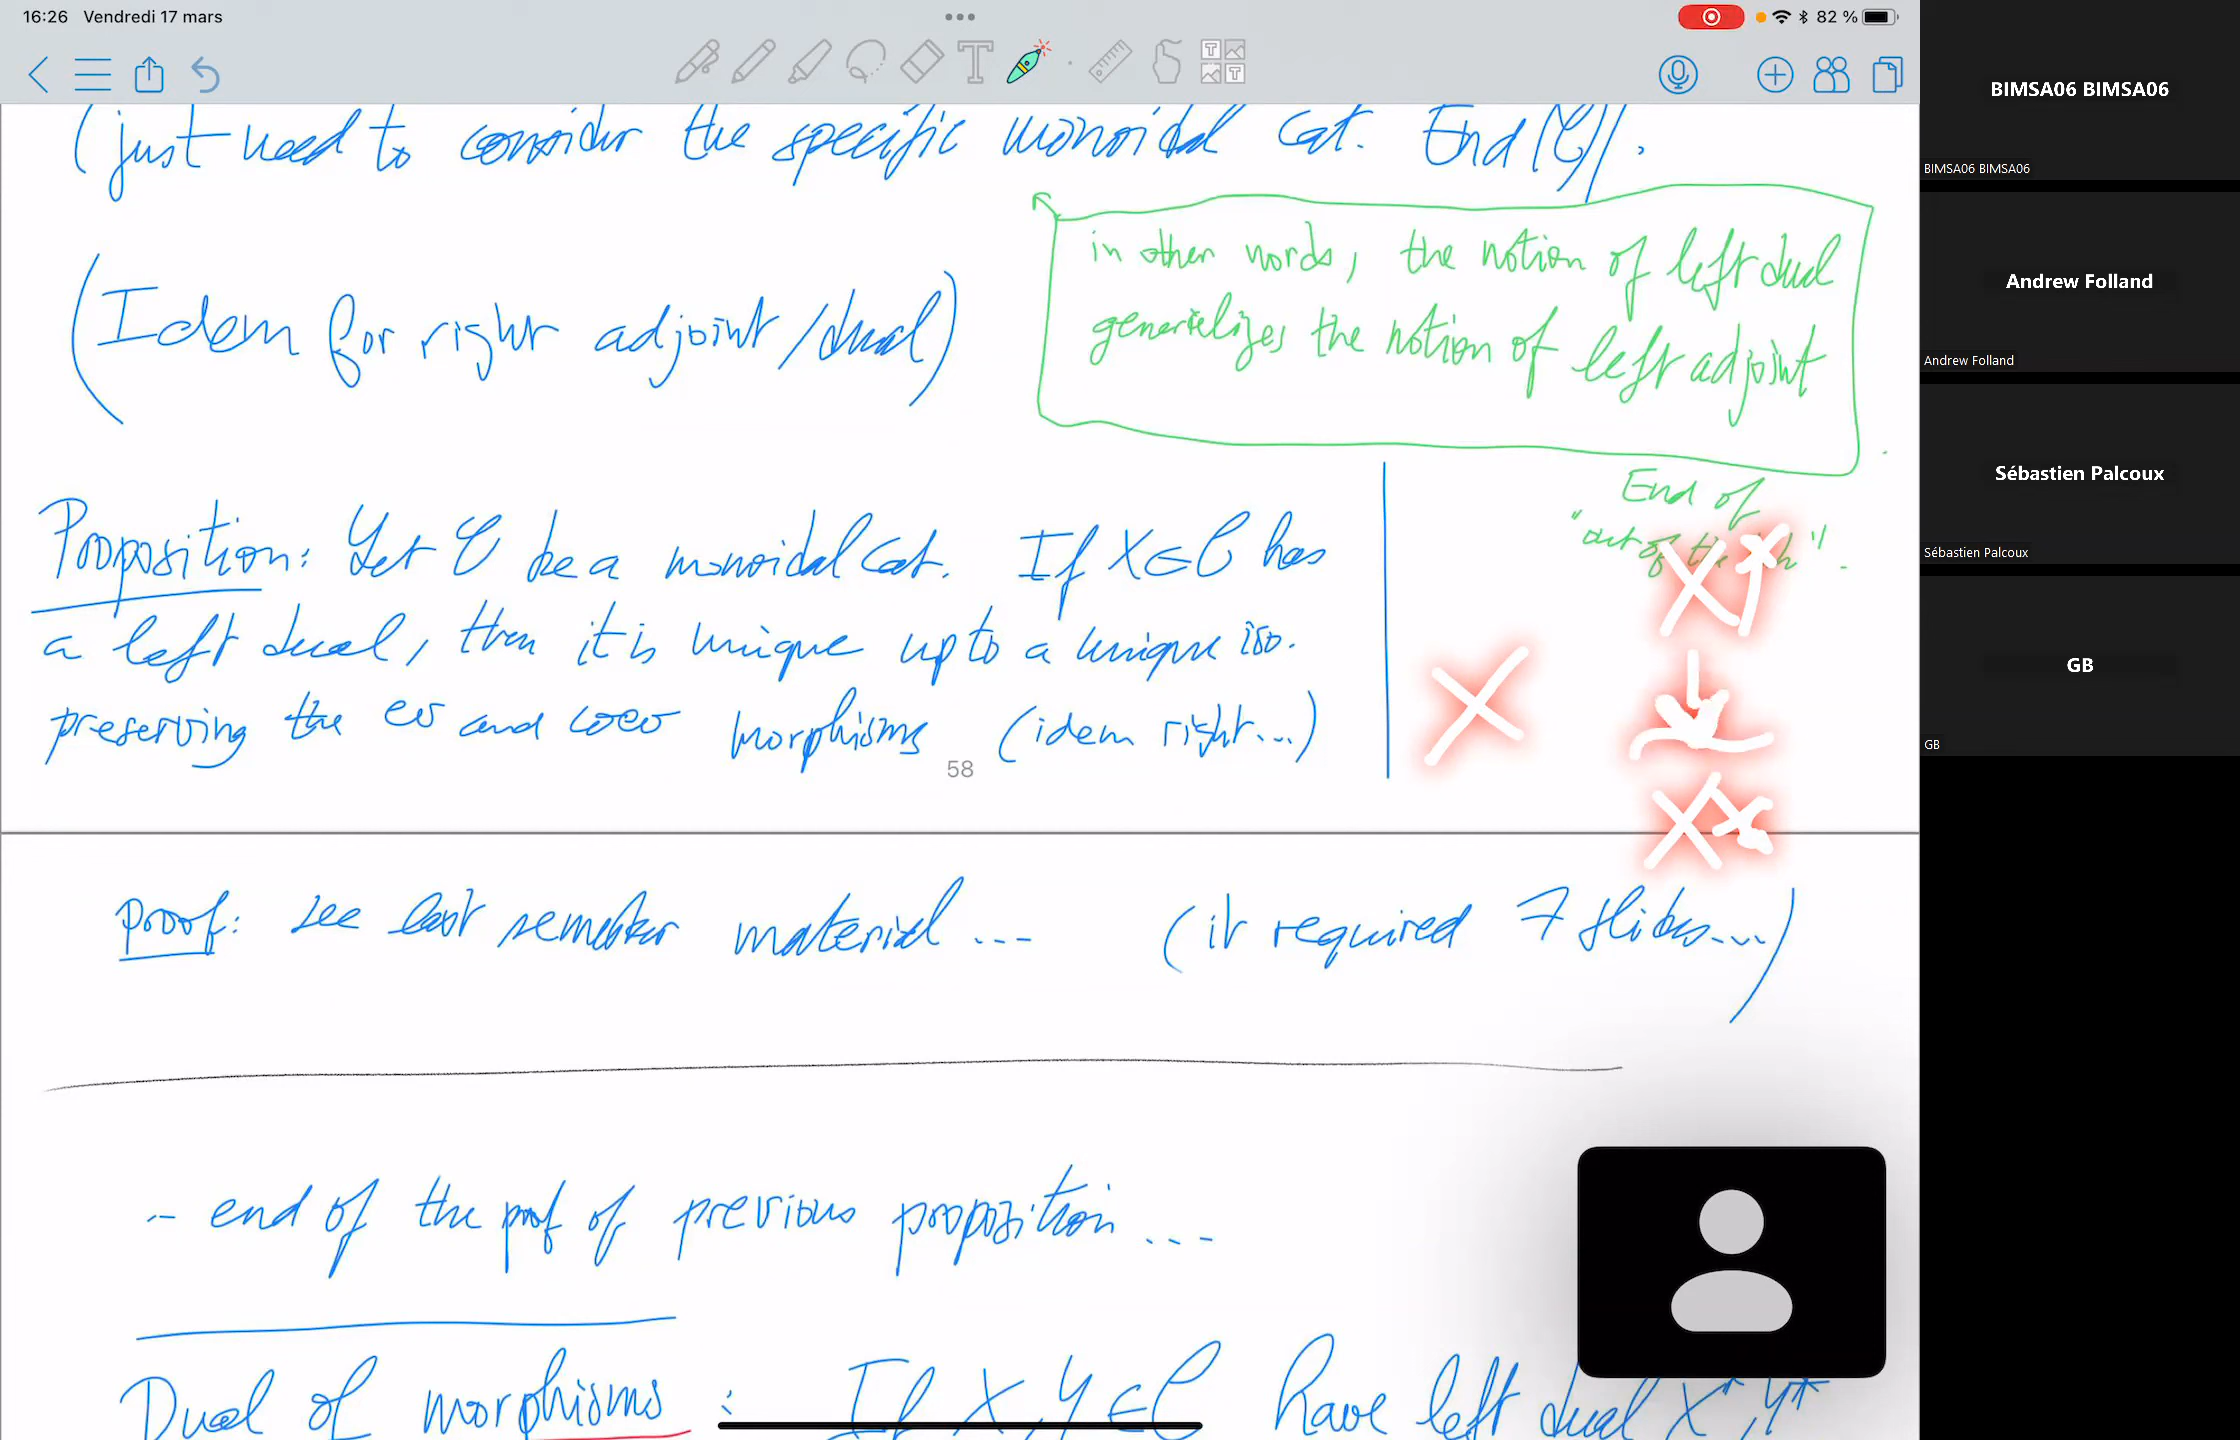 16:26 Vendredi 17 mars
82 %
(just need to consider the specific monoidal cat. End(C)).
in other words, the notion of left dual
generielizes the notion of left adjoint
(Idem for right adjoint/dual)
End of
"out of the
Proposition: Let C be a monoidal cat. If X ∈ C has
a left dual, then it is unique up to a unique iso.
preserving the ev and coev morphisms (idem right...)
X
X*
X
58
Proof: see last semester material ... (it required 7 slides...)
-- end of the proof of previous proposition ...
Dual of morphisms : If X, Y ∈ C have left dual X*, Y*
BIMSA06 BIMSA06
BIMSA06 BIMSA06
Andrew Folland
Andrew Folland
Sébastien Palcoux
Sébastien Palcoux
GB
GB